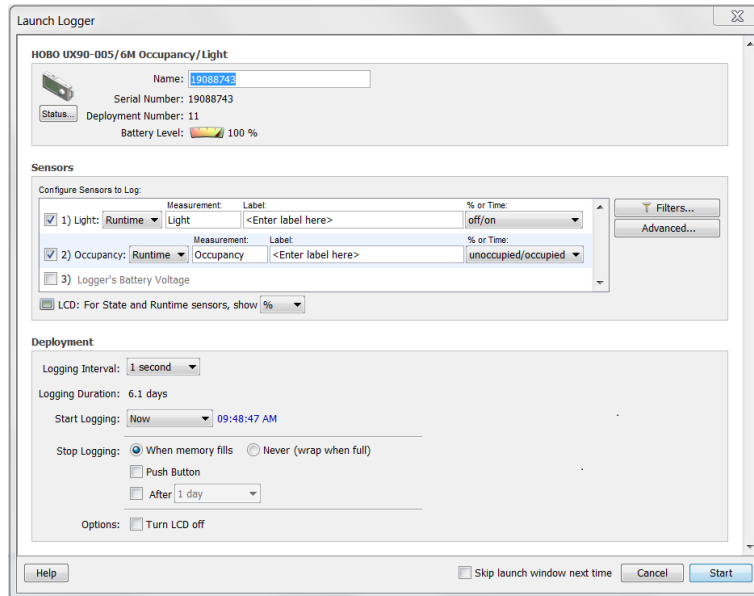 Launch Logger
HOBO UX90-005/6M Occupancy/Light
Name: 19088743
Serial Number: 19088743
Status... Deployment Number: 11
Battery Level: 100 %
Sensors
Configure Sensors to Log:
Measurement: Label: % or Time:
1) Light: Runtime Light <Enter label here> off/on
Filters...
Advanced...
Measurement: Label: % or Time:
2) Occupancy: Runtime Occupancy <Enter label here> unoccupied/occupied
3) Logger's Battery Voltage
LCD: For State and Runtime sensors, show %
Deployment
Logging Interval: 1 second
Logging Duration: 6.1 days
Start Logging: Now 09:48:47 AM
Stop Logging: When memory fills Never (wrap when full)
Push Button
After 1 day
Options: Turn LCD off
Help Skip launch window next time Cancel Start